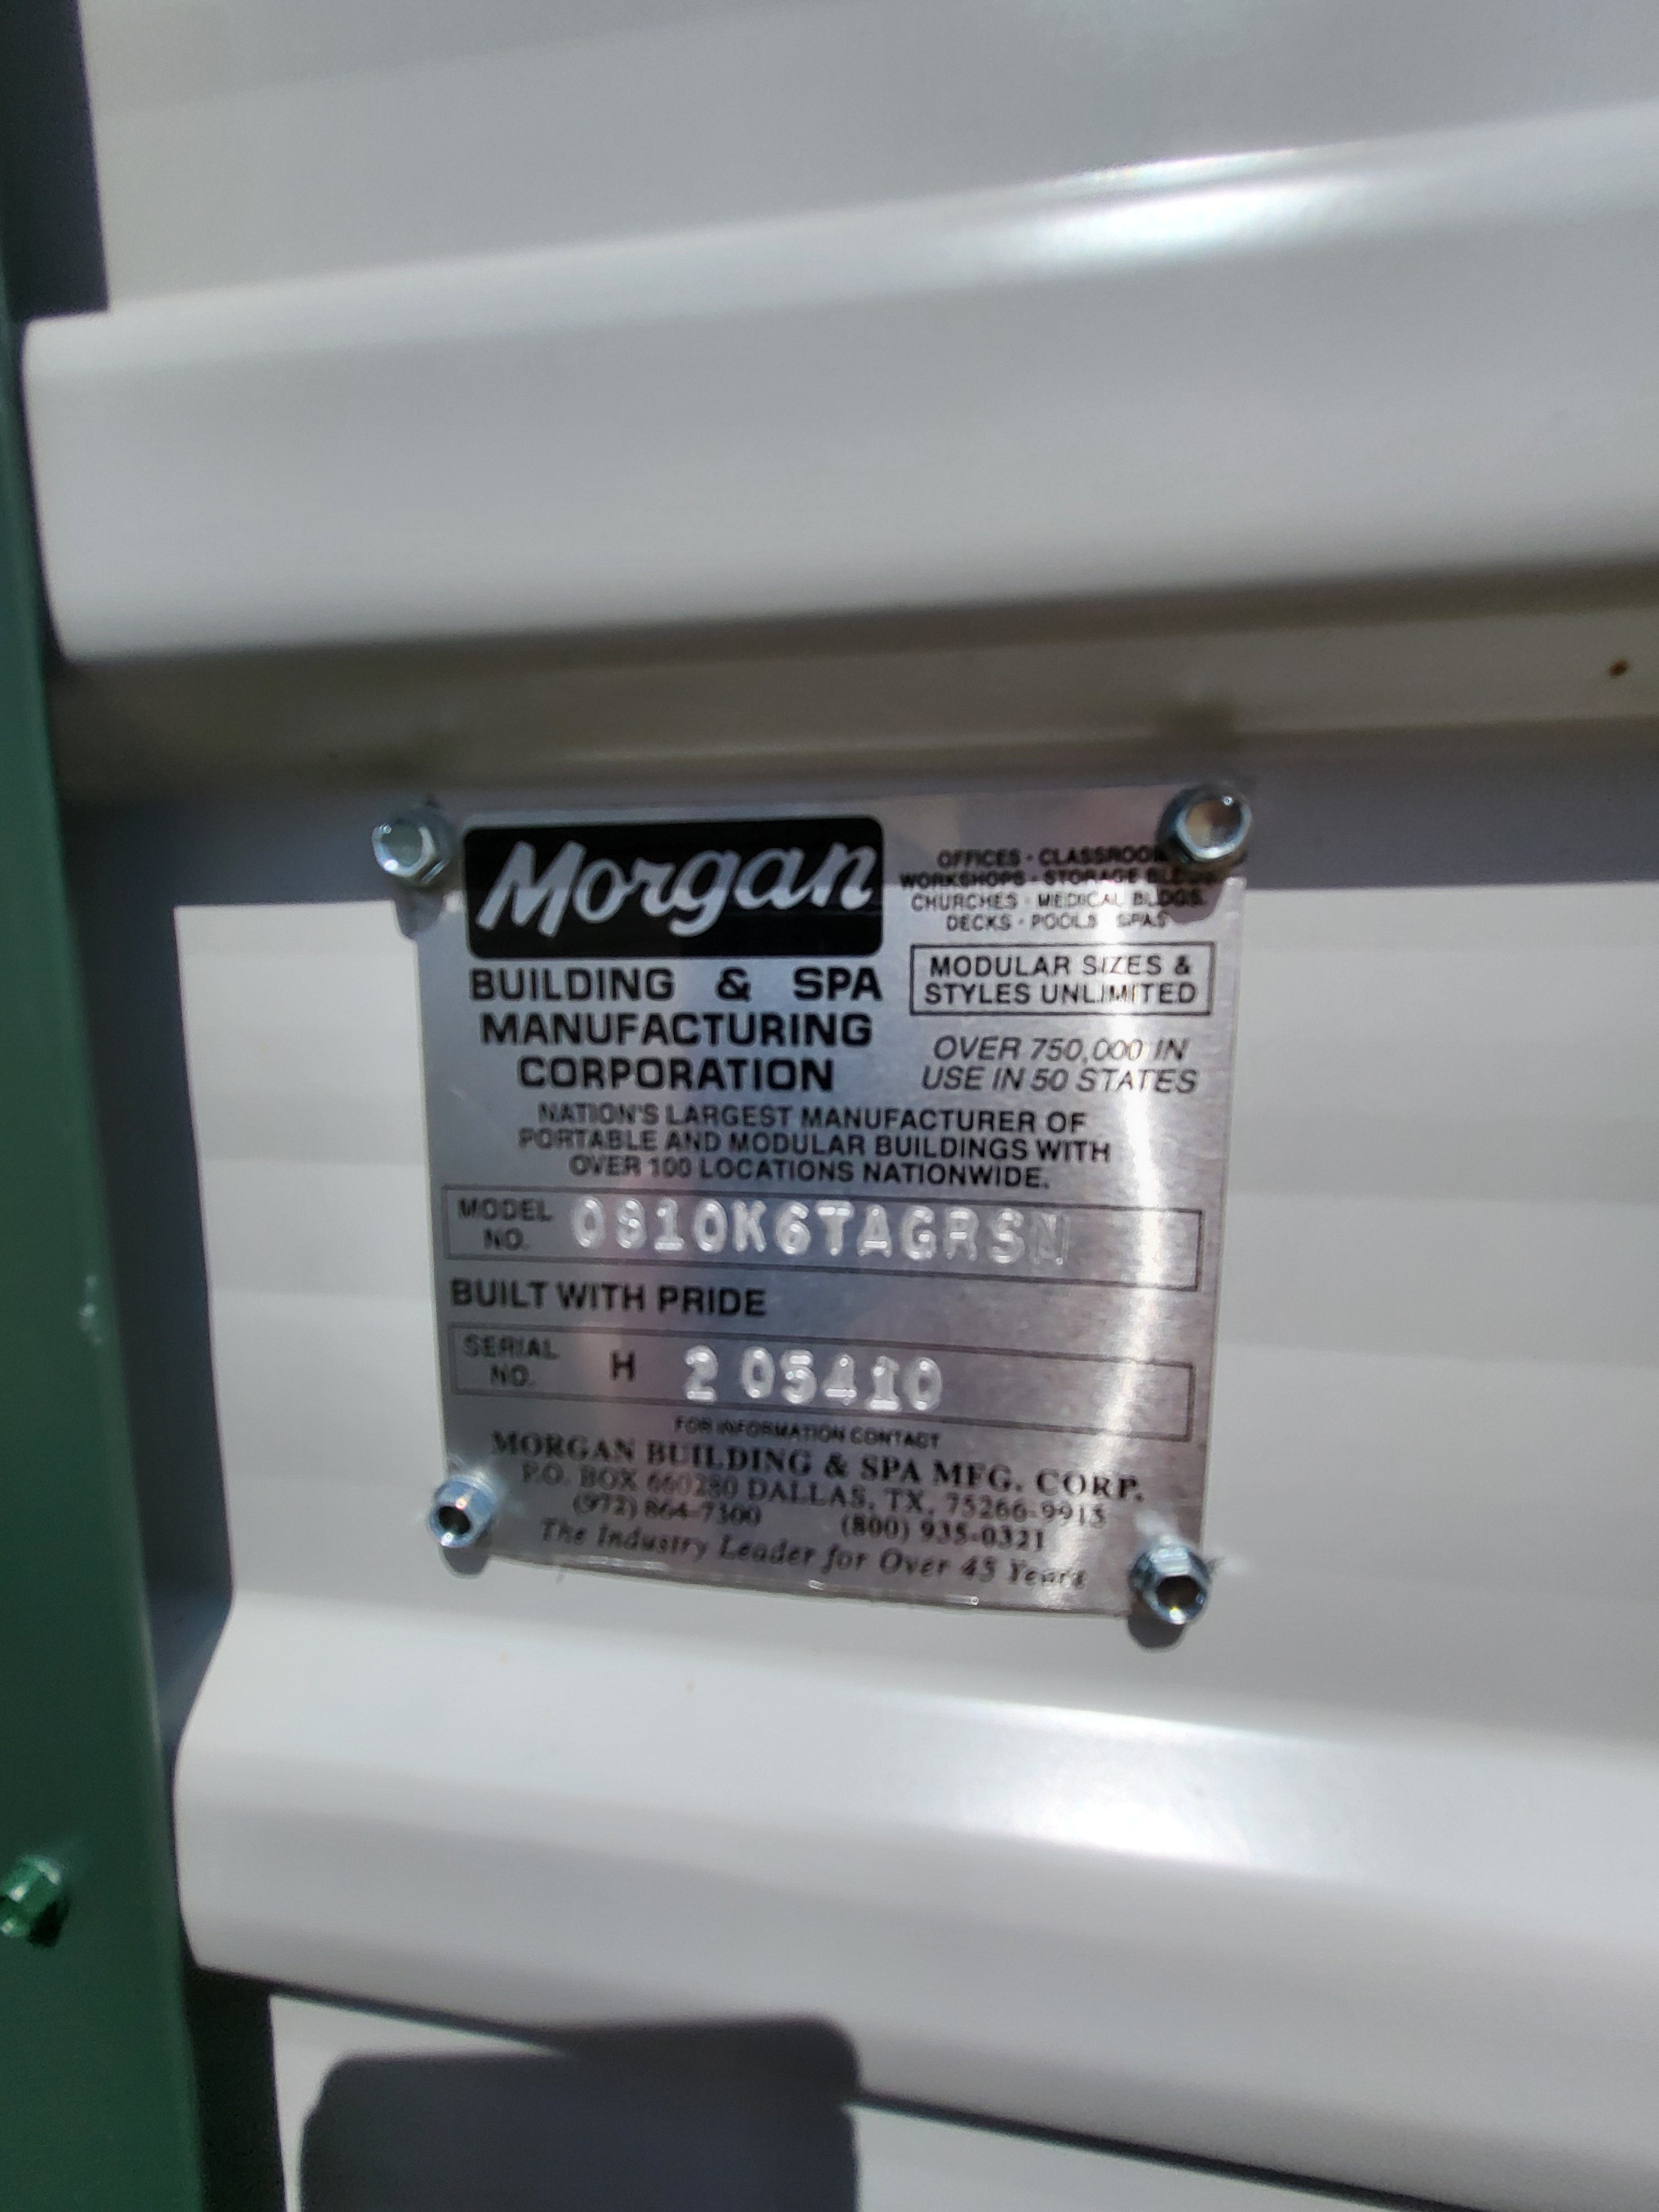 Morgan
BUILDING & SPA
MANUFACTURING
CORPORATION
OFFICES - CLASSROOM
WORKSHOPS - STORAGE BLDGS.
CHURCHES - MEDICAL BLDGS.
DECKS - POOLS SPAS
MODULAR SIZES &
STYLES UNLIMITED
OVER 750,000 IN
USE IN 50 STATES
NATION'S LARGEST MANUFACTURER OF
PORTABLE AND MODULAR BUILDINGS WITH
OVER 100 LOCATIONS NATIONWIDE.
MODEL NO. 0810K6TAGRSN
BUILT WITH PRIDE
SERIAL NO. H 2 05410
FOR INFORMATION CONTACT
MORGAN BUILDING & SPA MFG. CORP.
P.O. BOX 660280 DALLAS, TX, 75266-9915
(972) 864-7300 (800) 935-0321
The Industry Leader for Over 45 Years